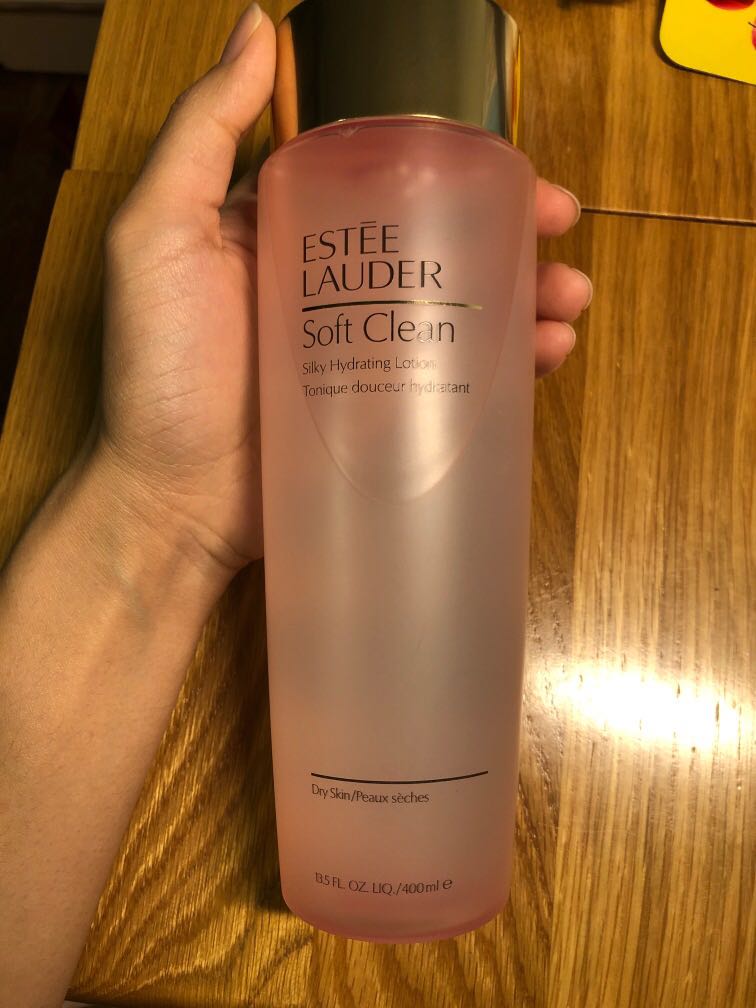 ESTĒE
LAUDER
Soft Clean
Silky Hydrating Lotion
Tonique douceur hydratant
Dry Skin/Peaux sèches
13.5 FL. OZ. LIQ./400ml ℮